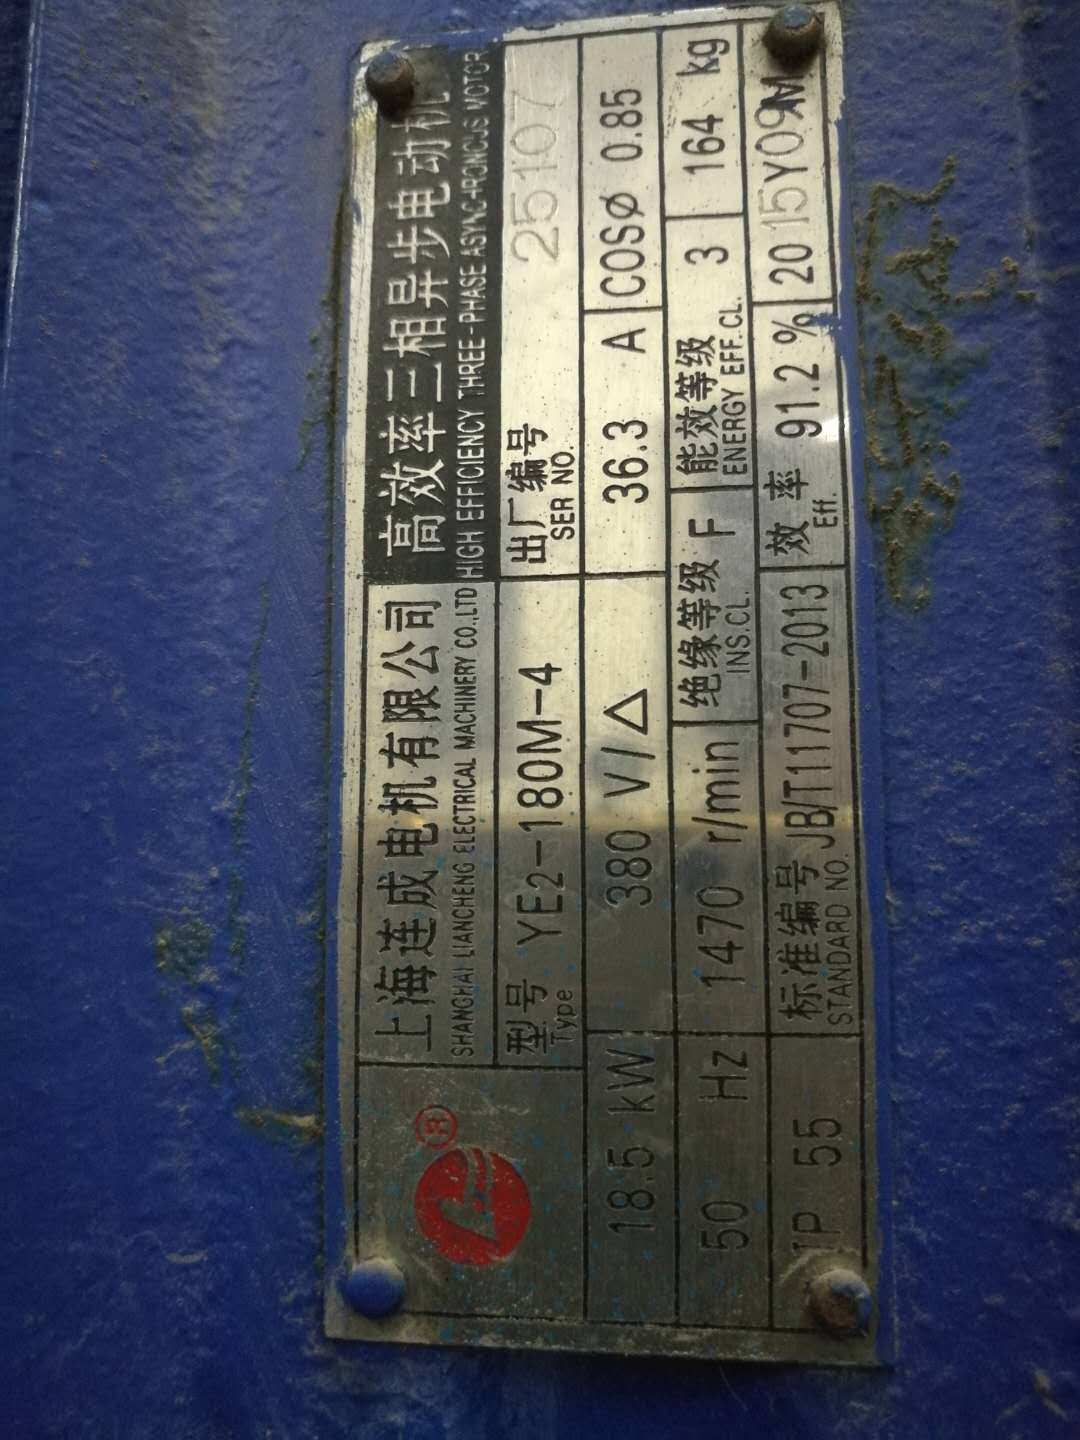 上海连成电机有限公司
SHANGHAI LIANCHENG ELECTRICAL MACHINERY CO.,LTD
高效率三相异步电动机
HIGH EFFICIENCY THREE-PHASE ASYNC-RONCUS MOTOR
型号 YE2-180M-4
Type
出厂编号 25107
SER NO.
18.5 kW 380 V/△ 36.3 A COSØ 0.85
50 Hz 1470 r/min 绝缘等级 F 能效等级 3 164 kg
INS.CL. ENERGY EFF.CL.
IP 55 标准编号 JB/T11707-2013 效率 91.2 % 2015Y09M
STANDARD NO. Eff.